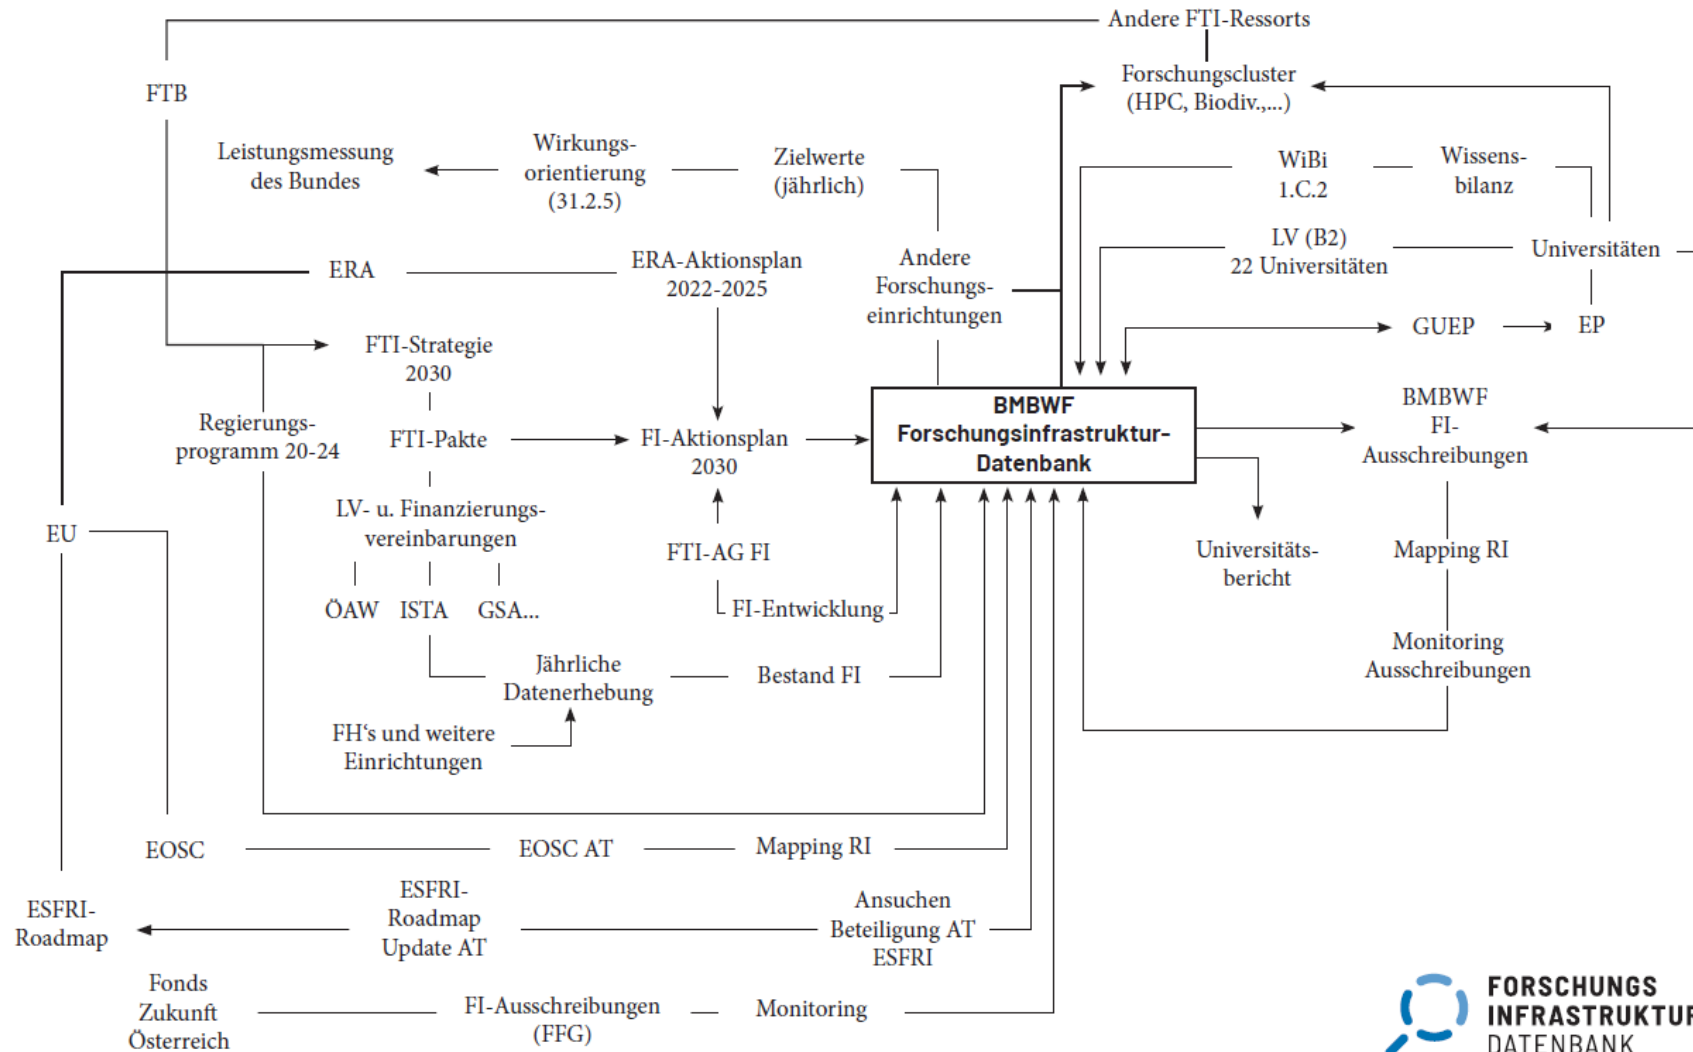 Andere FTI-Ressorts
Forschungscluster
(HPC, Biodiv.,...)
FTB
Leistungsmessung
des Bundes
Wirkungs-
orientierung
(31.2.5)
Zielwerte
(jährlich)
WiBi
1.C.2
Wissens-
bilanz
ERA
ERA-Aktionsplan
2022-2025
Andere
Forschungs-
einrichtungen
LV (B2)
22 Universitäten
Universitäten
GUEP
EP
FTI-Strategie
2030
Regierungs-
programm 20-24
FTI-Pakte
FI-Aktionsplan
2030
BMBWF
Forschungsinfrastruktur-
Datenbank
BMBWF
FI-
Ausschreibungen
EU
LV- u. Finanzierungs-
vereinbarungen
FTI-AG FI
Universitäts-
bericht
Mapping RI
ÖAW
ISTA
GSA...
FI-Entwicklung
Monitoring
Ausschreibungen
Jährliche
Datenerhebung
Bestand FI
FH‘s und weitere
Einrichtungen
EOSC
EOSC AT
Mapping RI
ESFRI-
Roadmap
ESFRI-
Roadmap
Update AT
Ansuchen
Beteiligung AT
ESFRI
Fonds
Zukunft
Österreich
FI-Ausschreibungen
(FFG)
Monitoring
FORSCHUNGS
INFRASTRUKTUR
DATENBANK